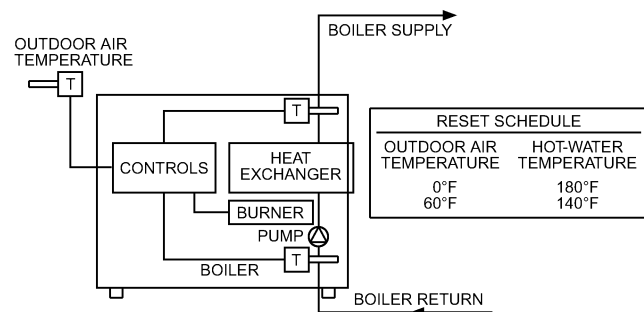 BOILER SUPPLY
OUTDOOR AIR
TEMPERATURE
T
T
CONTROLS
HEAT
EXCHANGER
BURNER
PUMP
T
BOILER
BOILER RETURN
RESET SCHEDULE
OUTDOOR AIR HOT-WATER
TEMPERATURE TEMPERATURE
0°F 180°F
60°F 140°F